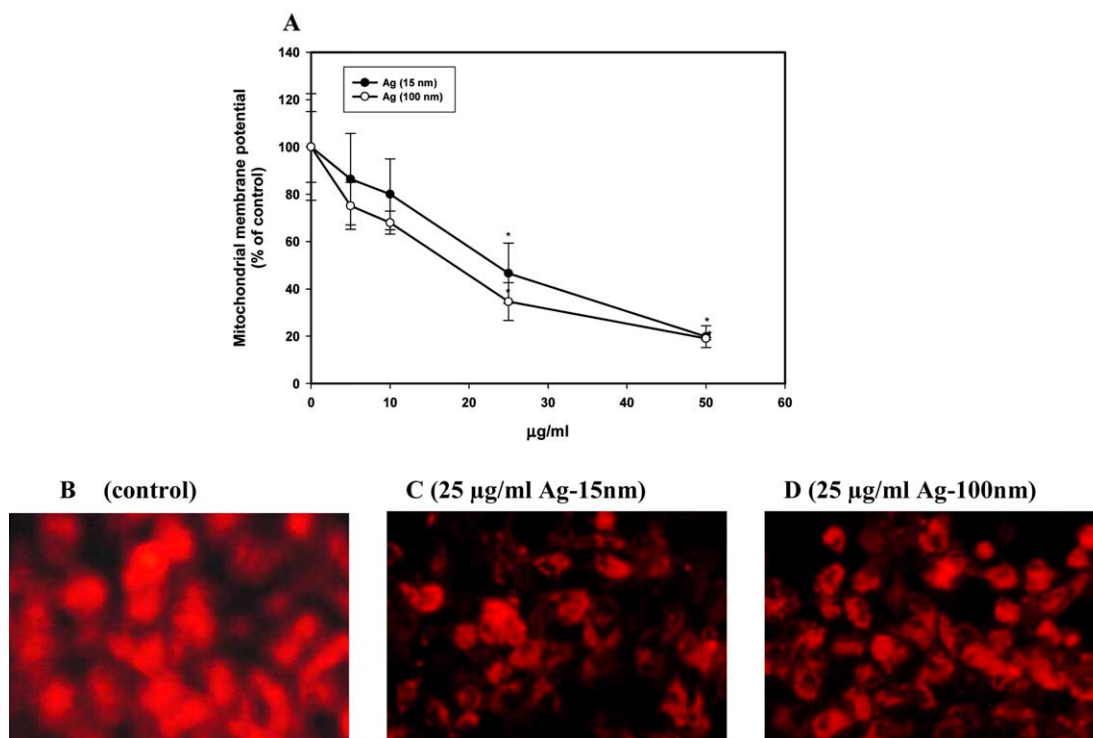 A
Mitochondrial membrane potential
(% of control)
140
120
100
80
60
40
20
0
Ag (15 nm)
Ag (100 nm)
*
*
*
0 10 20 30 40 50 60
µg/ml
B (control)
C (25 µg/ml Ag-15nm)
D (25 µg/ml Ag-100nm)